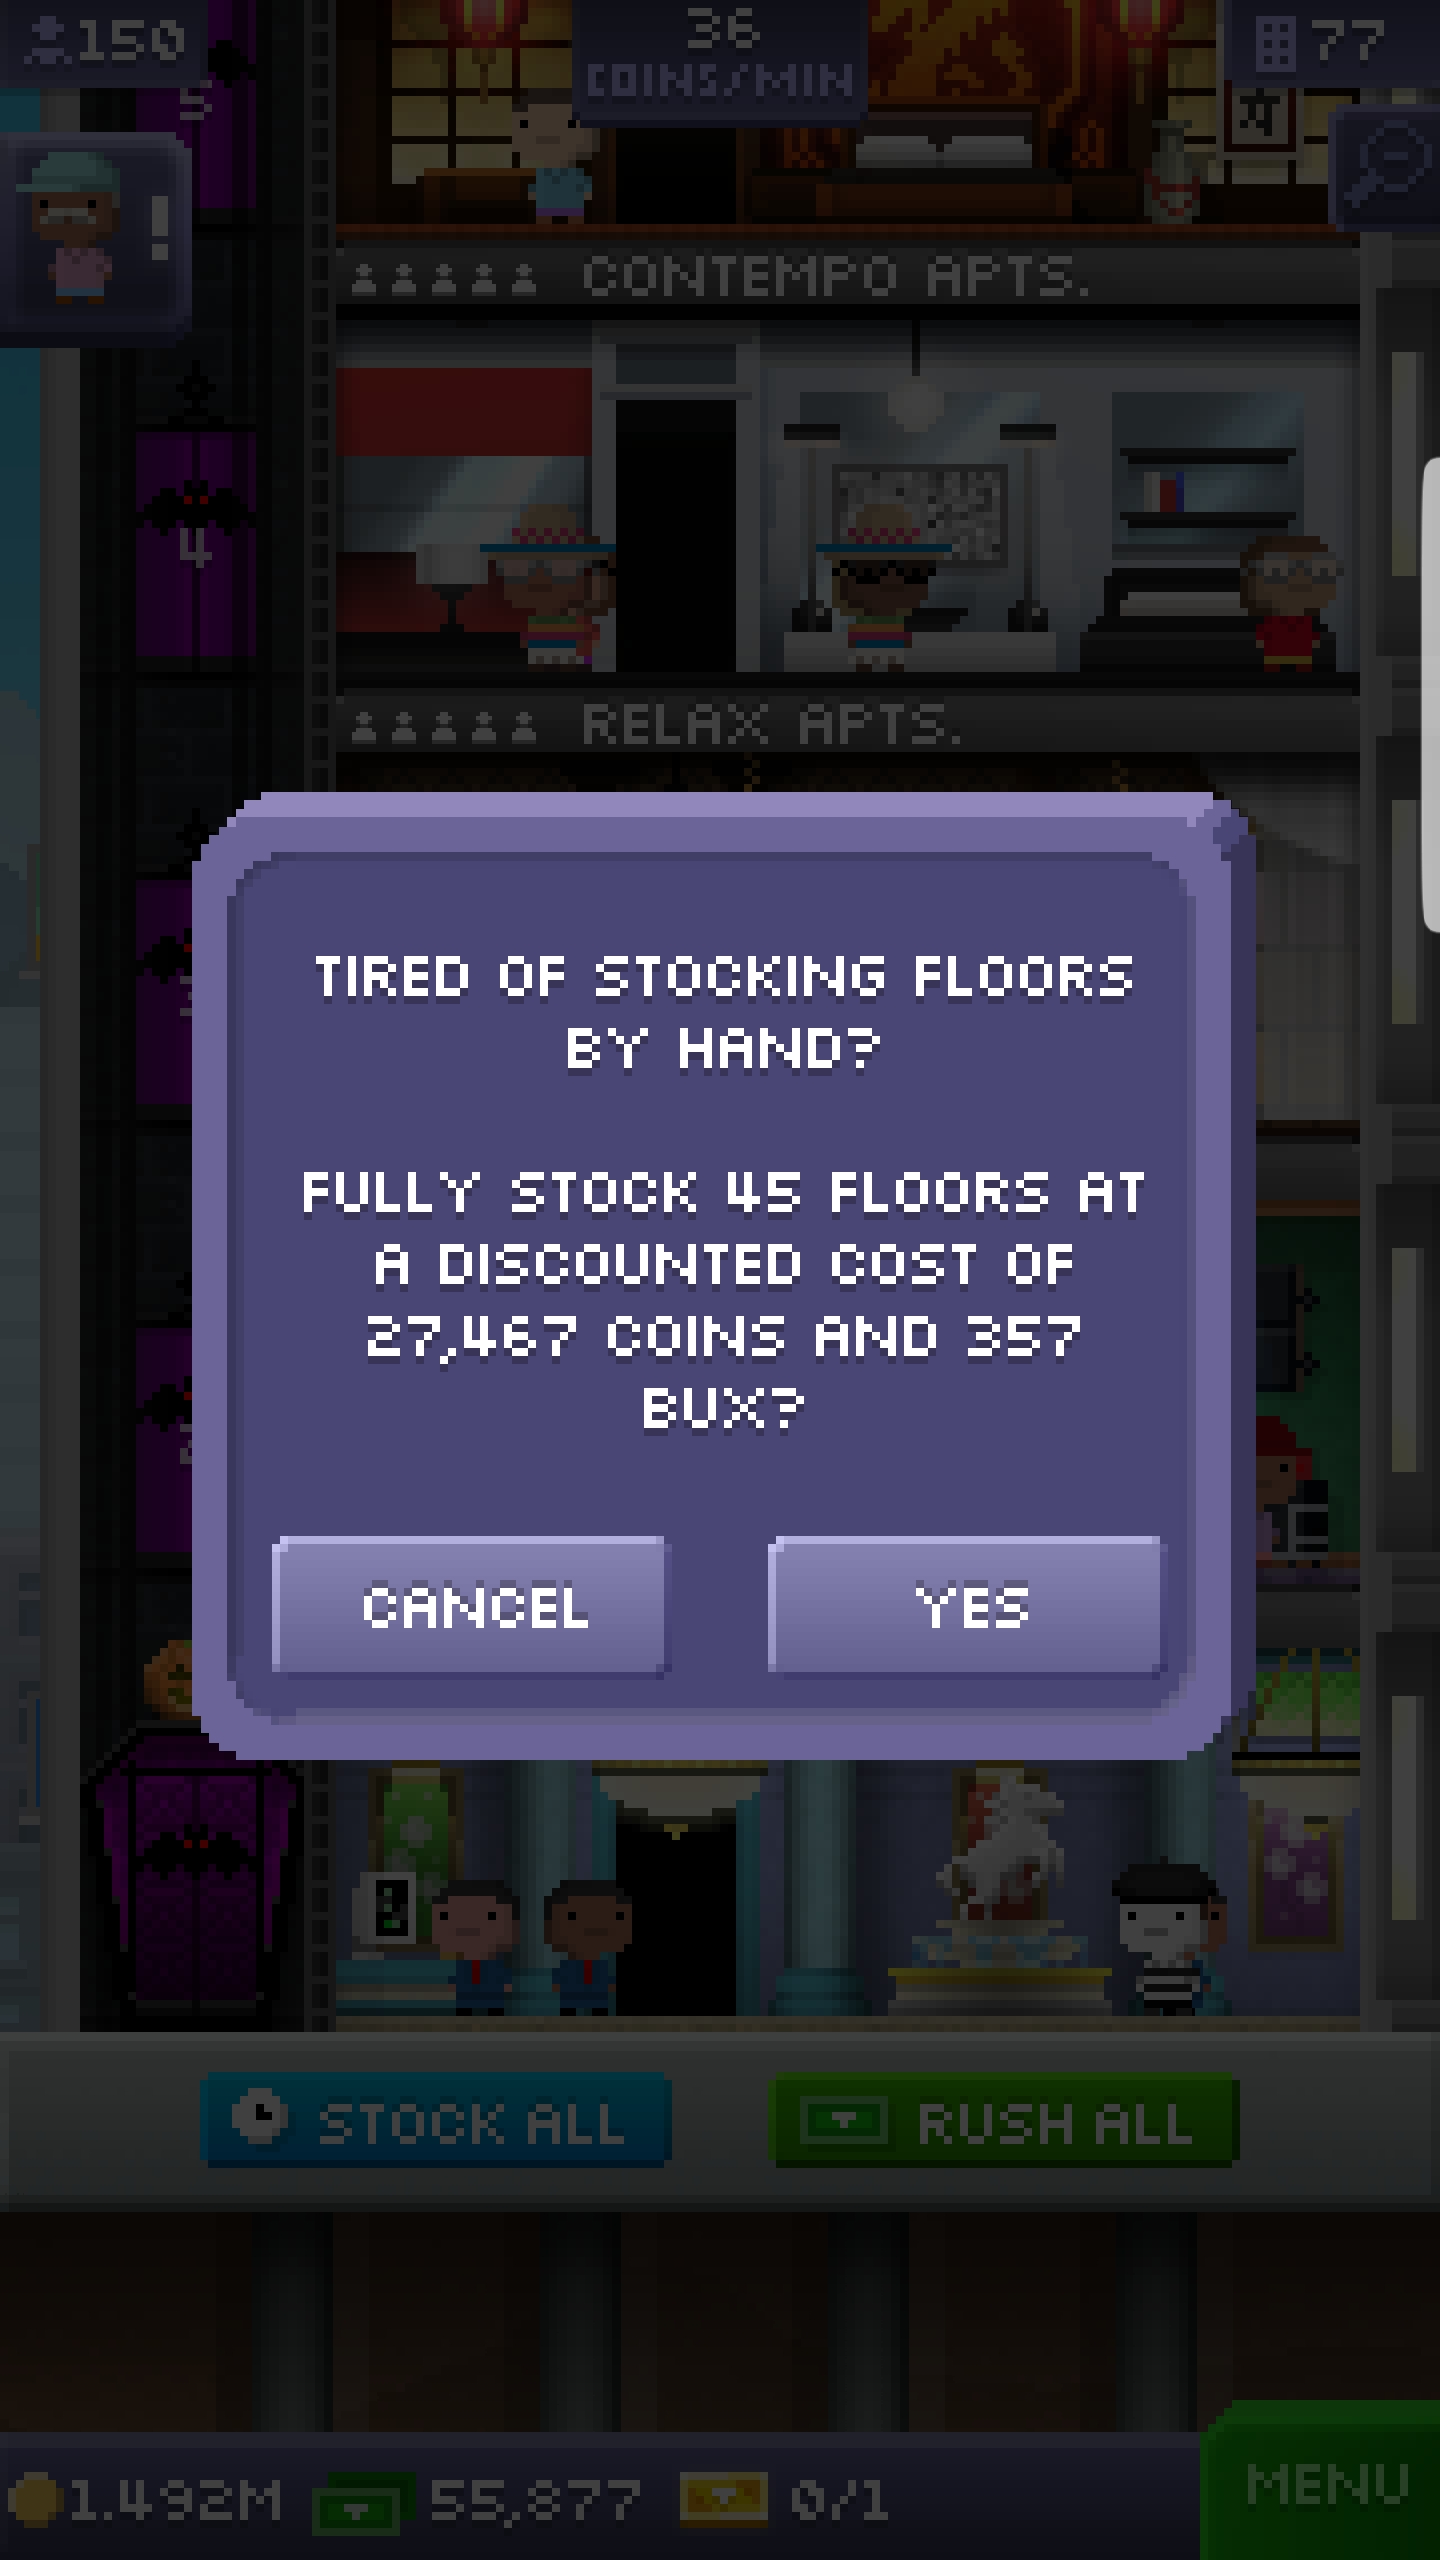 150
36
COINS/MIN
77
5
!
CONTEMPO APTS.
4
RELAX APTS.
TIRED OF STOCKING FLOORS
BY HAND?
FULLY STOCK 45 FLOORS AT
A DISCOUNTED COST OF
27,467 COINS AND 357
BUX?
CANCEL
YES
STOCK ALL
RUSH ALL
1.492M
55,877
0/1
MENU